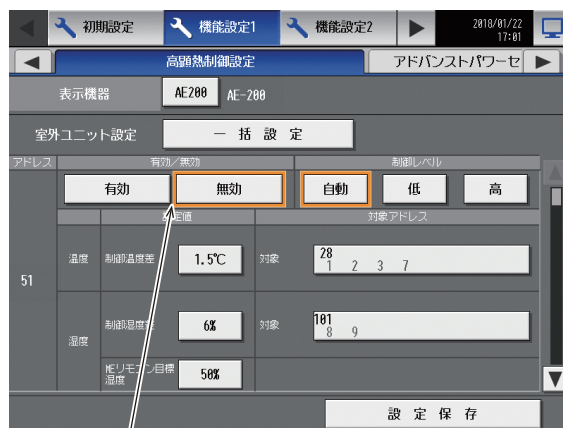 初期設定 機能設定1 機能設定2 2018/01/22 17:01
高顕熱制御設定 アドバンストパワーセ
表示機器 AE200 AE-200
室外ユニット設定 一 括 設 定
アドレス 有効/無効 制御レベル
有効 無効 自動 低 高
設定値 対象アドレス
51
温度 制御温度差 1.5℃ 対象 28
1 2 3 7
湿度 制御湿度差 6% 対象 101
8 9
MEリモコン目標湿度 50%
設 定 保 存